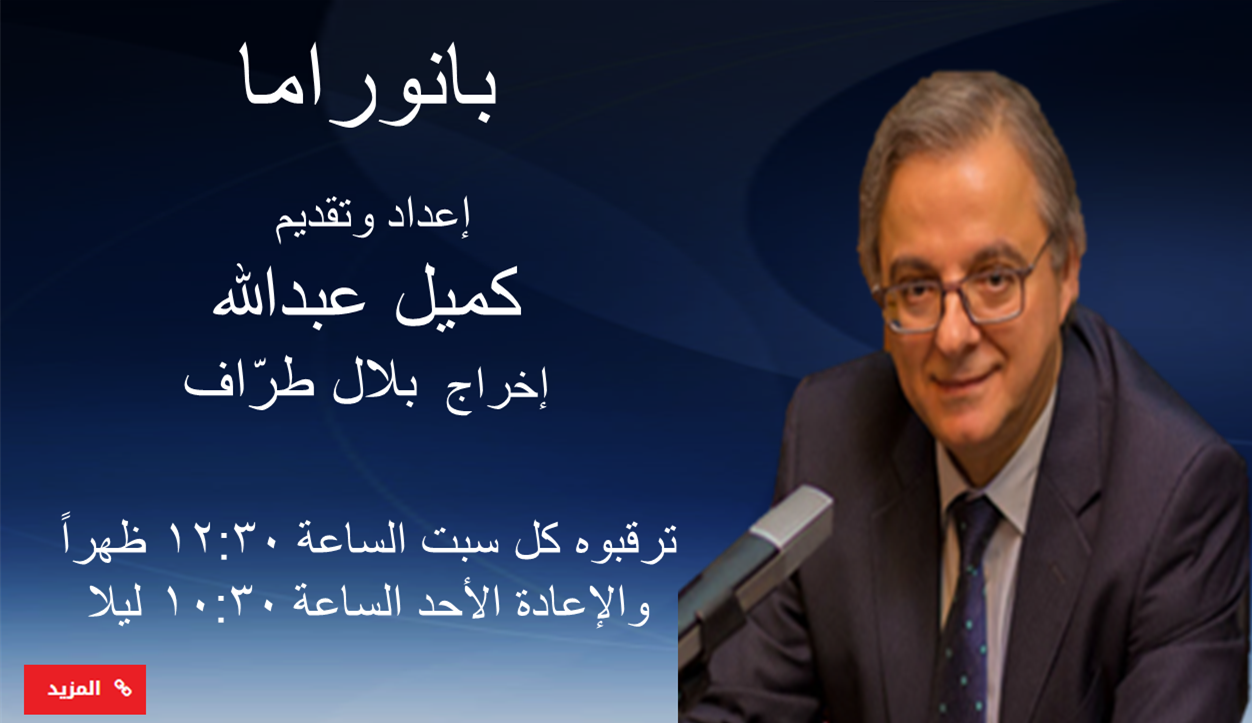 بانوراما
إعداد وتقديم
كميل عبدالله
إخراج بلال طرّاف
ترقبوه كل سبت الساعة ١٢:٣٠ ظهراً
والإعادة الأحد الساعة ١٠:٣٠ ليلا
المزيد